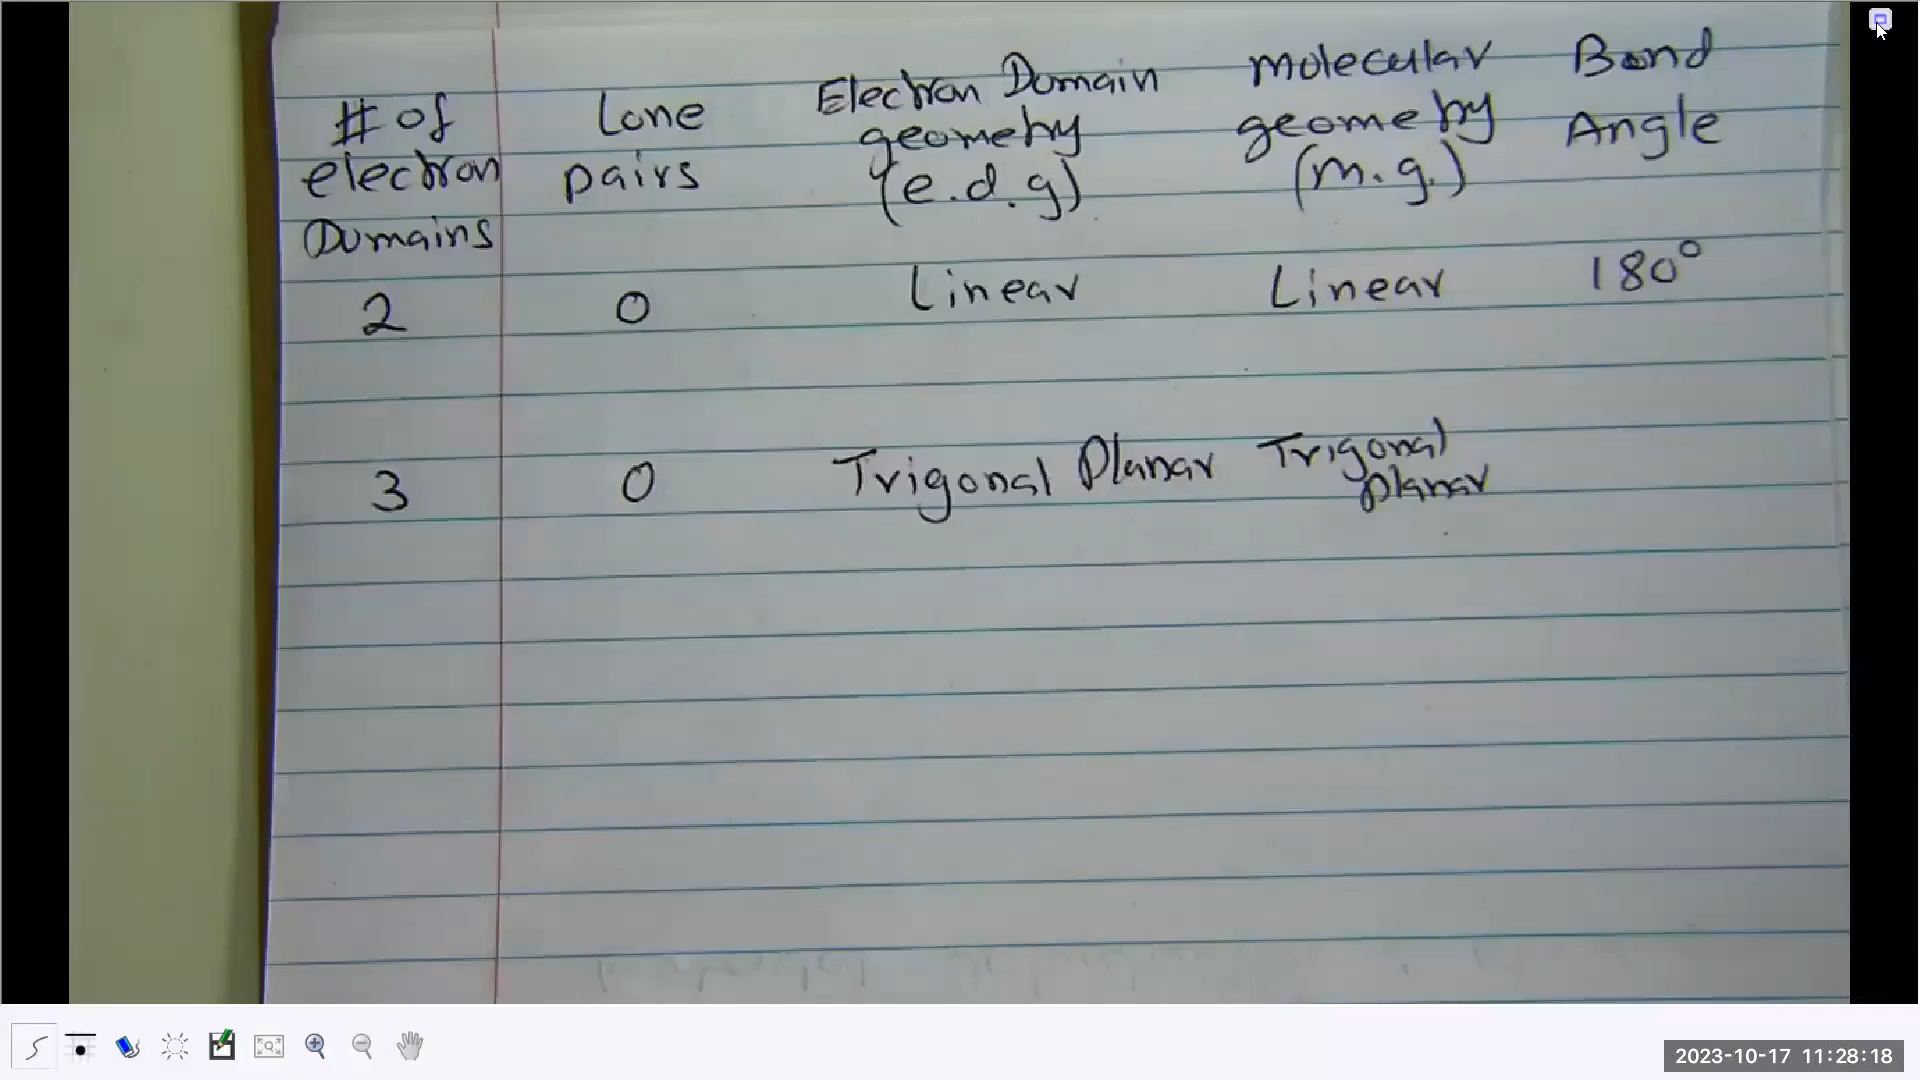 # of electron Domains
Lone pairs
Electron Domain geometry (e.d.g)
molecular geometry (m.g.)
Bond Angle
2 0 Linear Linear 180°
3 0 Trigonal Planar Trigonal planar
2023-10-17 11:28:18